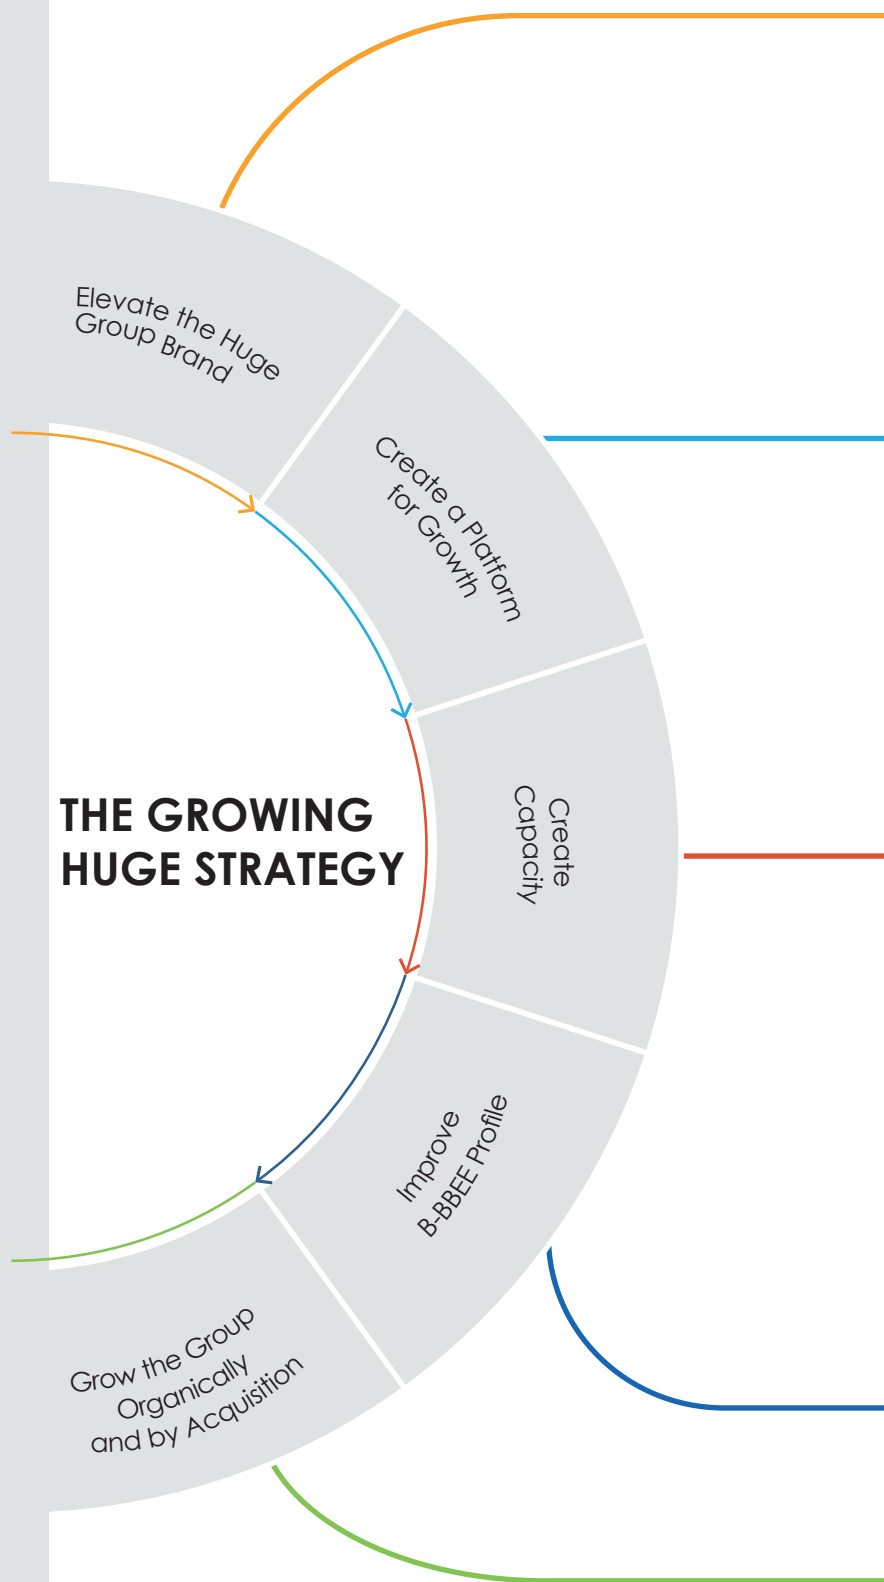 Elevate the Huge
Group Brand
Create a Platform
for Growth
THE GROWING
HUGE STRATEGY
Create
Capacity
Improve
B-BBEE Profile
Grow the Group
Organically
and by Acquisition